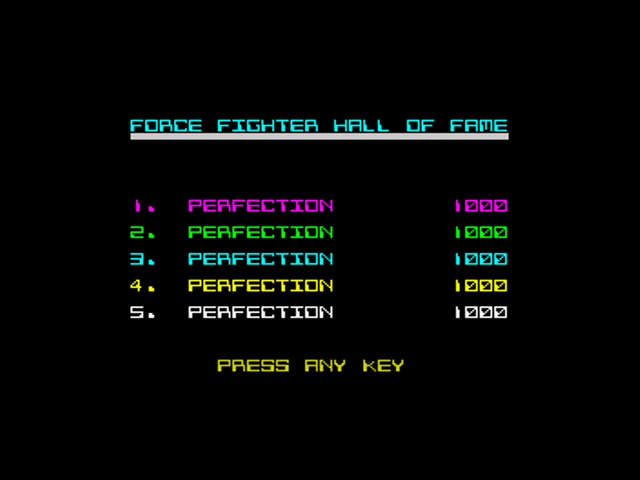 FORCE FIGHTER HALL OF FAME
1. PERFECTION 1000
2. PERFECTION 1000
3. PERFECTION 1000
4. PERFECTION 1000
5. PERFECTION 1000
PRESS ANY KEY